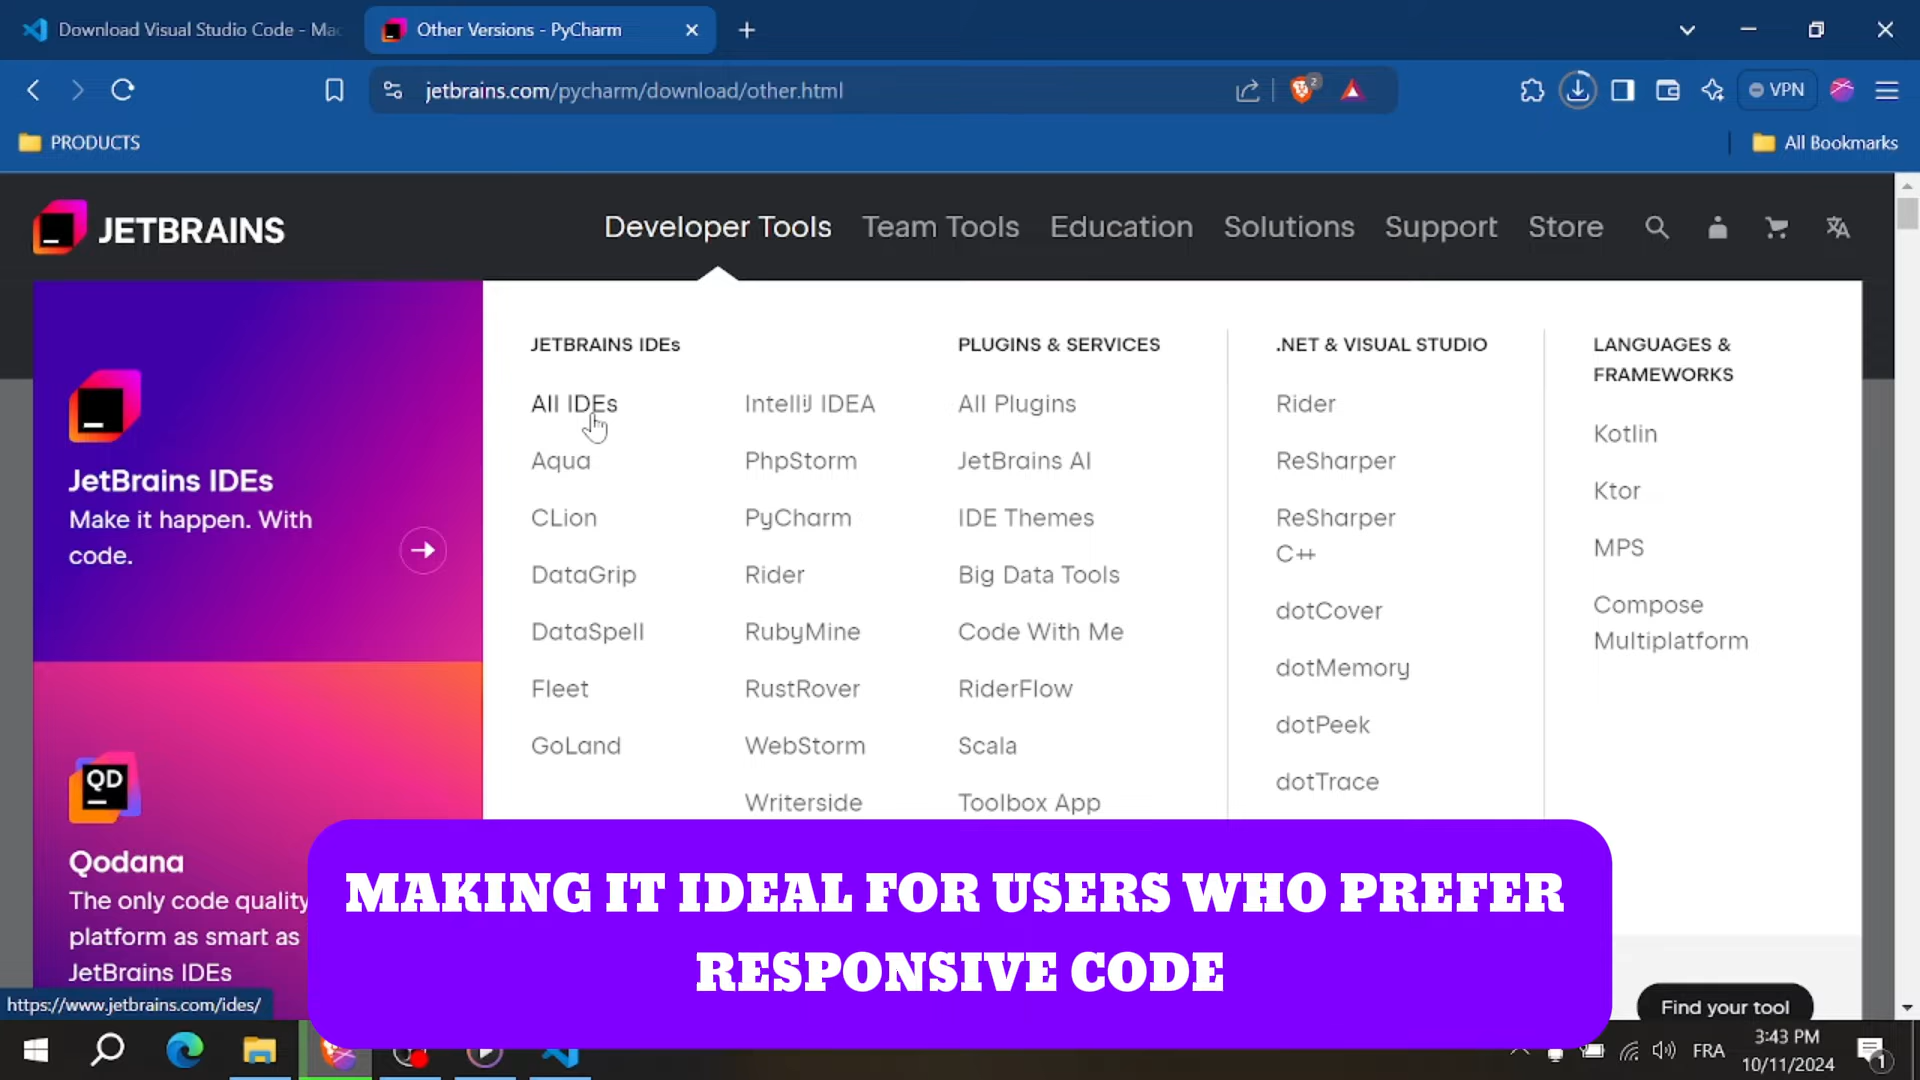 Download Visual Studio Code - Mac
Other Versions - PyCharm
jetbrains.com/pycharm/download/other.html
2
VPN
PRODUCTS
All Bookmarks
JETBRAINS
Developer Tools
Team Tools
Education
Solutions
Support
Store
JetBrains IDEs
Make it happen. With
code.
QD
Qodana
The only code quality
platform as smart as
JetBrains IDEs
JETBRAINS IDEs
All IDEs
Aqua
CLion
DataGrip
DataSpell
Fleet
GoLand
IntelliJ IDEA
PhpStorm
PyCharm
Rider
RubyMine
RustRover
WebStorm
Writerside
PLUGINS & SERVICES
All Plugins
JetBrains AI
IDE Themes
Big Data Tools
Code With Me
RiderFlow
Scala
Toolbox App
.NET & VISUAL STUDIO
Rider
ReSharper
ReSharper
C++
dotCover
dotMemory
dotPeek
dotTrace
LANGUAGES &
FRAMEWORKS
Kotlin
Ktor
MPS
Compose
Multiplatform
MAKING IT IDEAL FOR USERS WHO PREFER
RESPONSIVE CODE
Find your tool
https://www.jetbrains.com/ides/
FRA
3:43 PM
10/11/2024
1